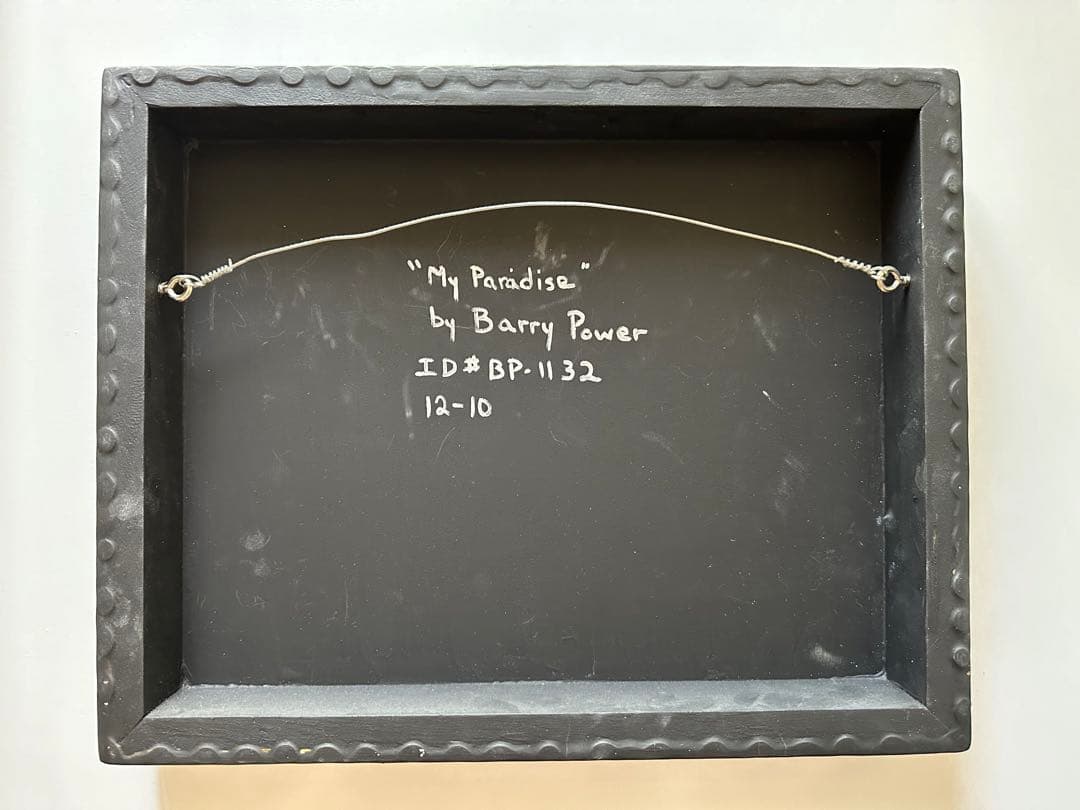 "My Paradise"
by Barry Power
ID#BP-1132
12-10